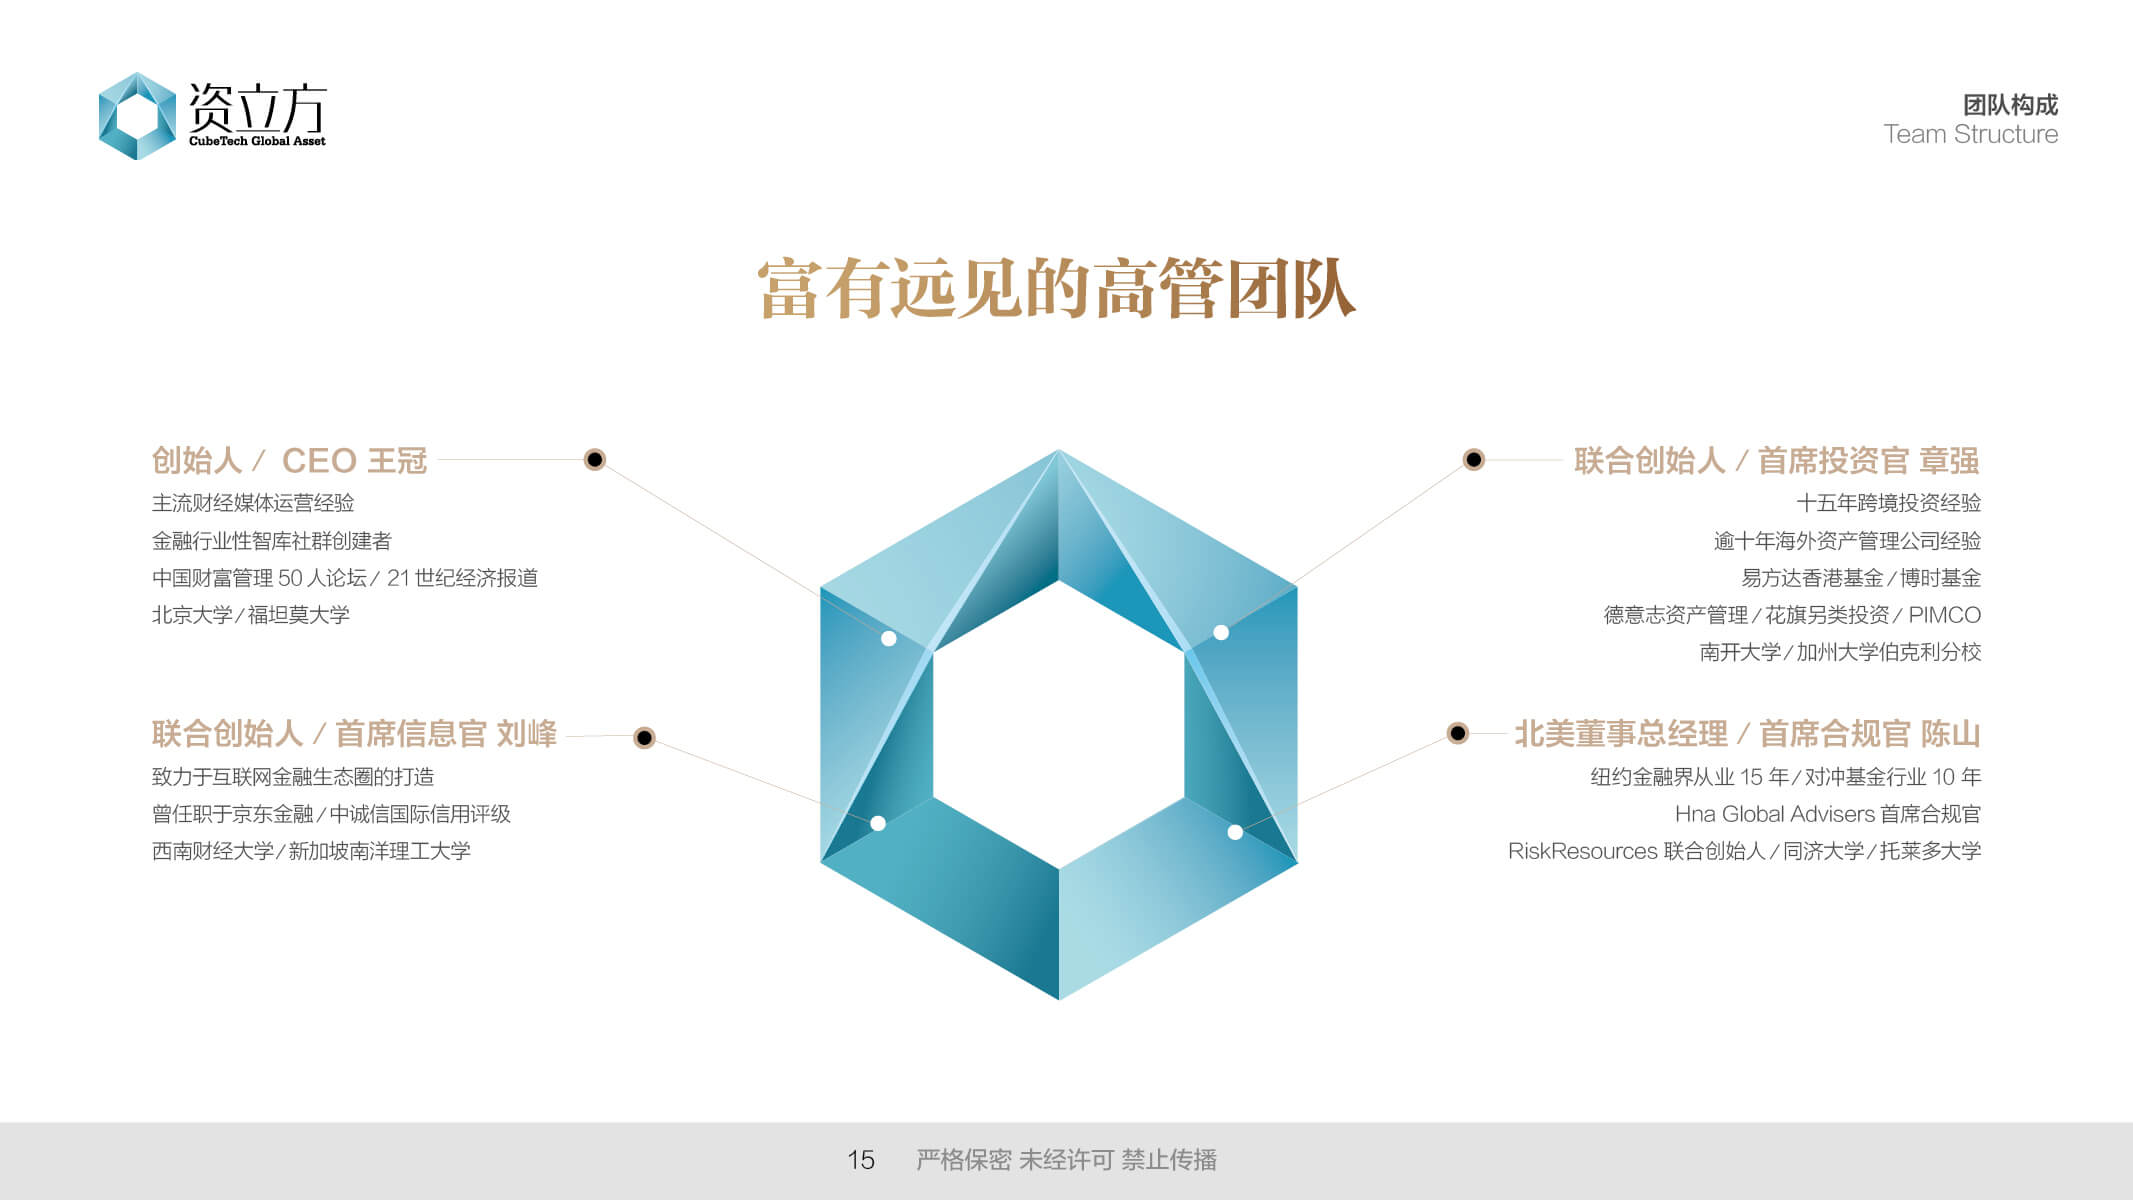 资立方
CubeTech Global Asset
团队构成
Team Structure
富有远见的高管团队
创始人 / CEO 王冠
主流财经媒体运营经验
金融行业性智库社群创建者
中国财富管理 50 人论坛 / 21 世纪经济报道
北京大学 / 福坦莫大学
联合创始人 / 首席信息官 刘峰
致力于互联网金融生态圈的打造
曾任职于京东金融 / 中诚信国际信用评级
西南财经大学 / 新加坡南洋理工大学
联合创始人 / 首席投资官 章强
十五年跨境投资经验
逾十年海外资产管理公司经验
易方达香港基金 / 博时基金
德意志资产管理 / 花旗另类投资 / PIMCO
南开大学 / 加州大学伯克利分校
北美董事总经理 / 首席合规官 陈山
纽约金融界从业 15 年 / 对冲基金行业 10 年
Hna Global Advisers 首席合规官
RiskResources 联合创始人 / 同济大学 / 托莱多大学
15 严格保密 未经许可 禁止传播